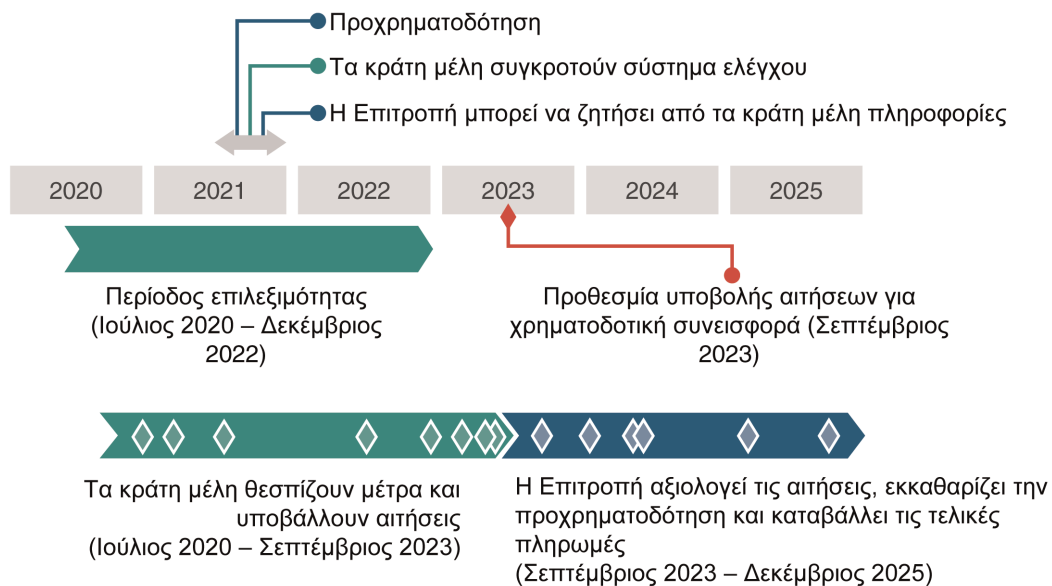 Προχρηματοδότηση
Τα κράτη μέλη συγκροτούν σύστημα ελέγχου
Η Επιτροπή μπορεί να ζητήσει από τα κράτη μέλη πληροφορίες
2020 2021 2022 2023 2024 2025
Περίοδος επιλεξιμότητας
(Ιούλιος 2020 – Δεκέμβριος
2022)
Προθεσμία υποβολής αιτήσεων για
χρηματοδοτική συνεισφορά (Σεπτέμβριος
2023)
Τα κράτη μέλη θεσπίζουν μέτρα και
υποβάλλουν αιτήσεις
(Ιούλιος 2020 – Σεπτέμβριος 2023)
Η Επιτροπή αξιολογεί τις αιτήσεις, εκκαθαρίζει την
προχρηματοδότηση και καταβάλλει τις τελικές
πληρωμές
(Σεπτέμβριος 2023 – Δεκέμβριος 2025)